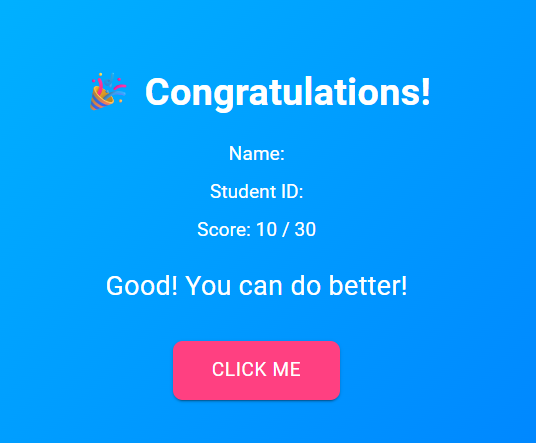 Congratulations!
Name:
Student ID:
Score: 10 / 30
Good! You can do better!
CLICK ME